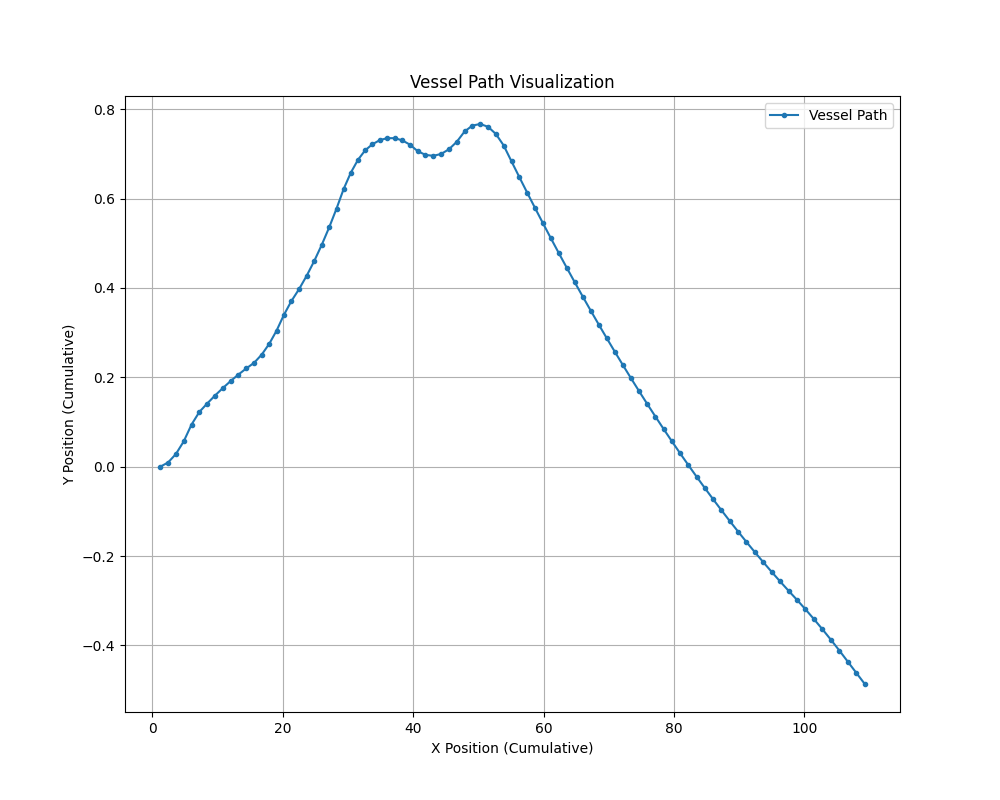 Vessel Path Visualization
Vessel Path
Y Position (Cumulative)
0.8
0.6
0.4
0.2
0.0
−0.2
−0.4
0 20 40 60 80 100
X Position (Cumulative)